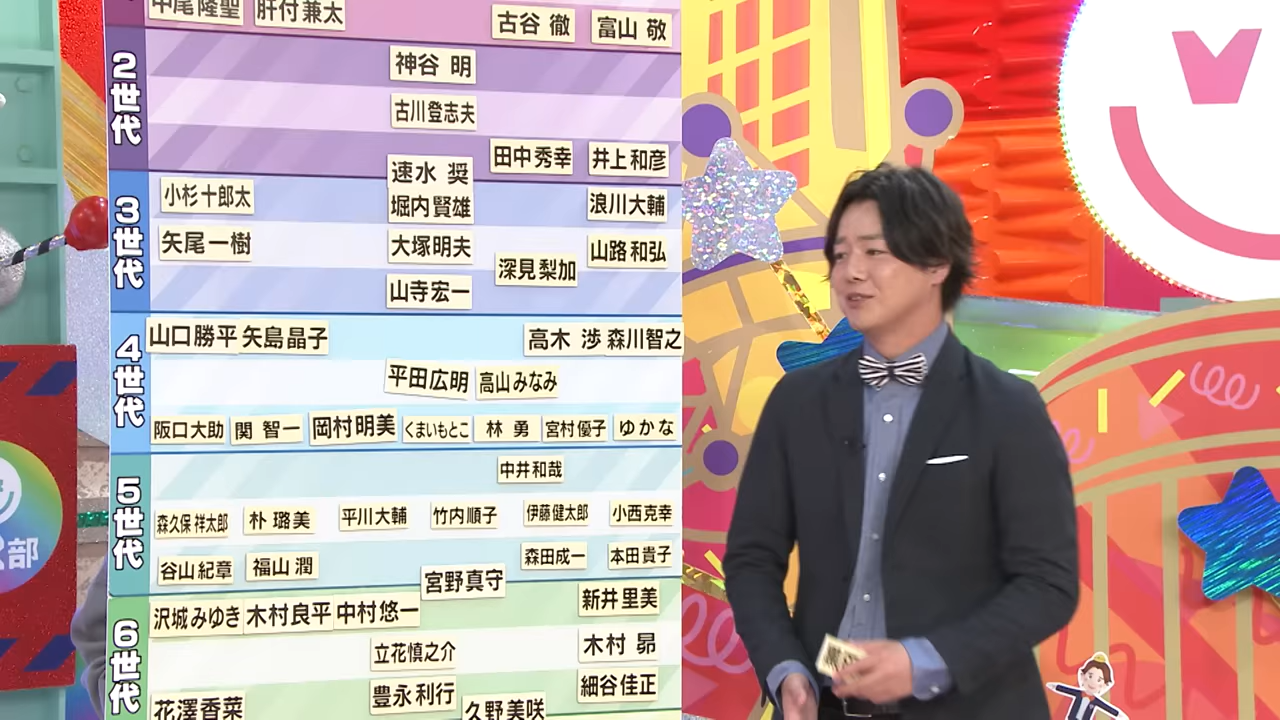 中尾隆聖 肝付兼太 古谷 徹 富山 敬
2世代
神谷 明
古川登志夫
田中秀幸 井上和彦
3世代
速水 奨
小杉十郎太 堀内賢雄 浪川大輔
矢尾一樹 大塚明夫 山路和弘
深見梨加
山寺宏一
4世代
山口勝平 矢島晶子 高木 渉 森川智之
平田広明 高山みなみ
阪口大助 関 智一 岡村明美 くまいもとこ 林 勇 宮村優子 ゆかな
5世代
中井和哉
森久保祥太郎 朴 璐美 平川大輔 竹内順子 伊藤健太郎 小西克幸
谷山紀章 福山 潤 森田成一 本田貴子
宮野真守
6世代
沢城みゆき 木村良平 中村悠一 新井里美
立花慎之介 木村 昴
花澤香菜 豊永利行 久野美咲 細谷佳正
部